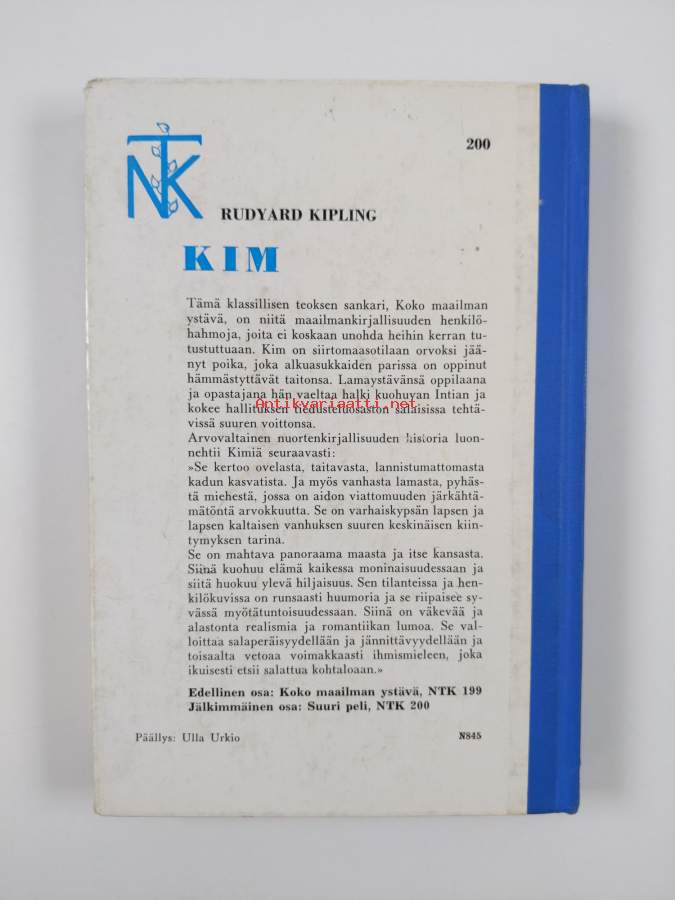 NTK
200
RUDYARD KIPLING
KIM
Tämä klassillisen teoksen sankari, Koko maailman
ystävä, on niitä maailmankirjallisuuden henkilö-
hahmoja, joita ei koskaan unohda heihin kerran tu-
tustuttuaan. Kim on siirtomaasotilaan orvoksi jää-
nyt poika, joka alkuasukkaiden parissa on oppinut
hämmästyttävät taitonsa. Lamaystävänsä oppilaana
ja opastajana hän vaeltaa halki kuohuvan Intian ja
Antikvariaatti.net
kokee hallituksen tiedusteluosaston salaisissa tehtä-
vissä suuren voittonsa.
Arvovaltainen nuortenkirjallisuuden historia luon-
nehtii Kimiä seuraavasti:
»Se kertoo ovelasta, taitavasta, lannistumattomasta
kadun kasvatista. Ja myös vanhasta lamasta, pyhäs-
tä miehestä, jossa on aidon viattomuuden järkähtä-
mätöntä arvokkuutta. Se on varhaiskypsän lapsen ja
lapsen kaltaisen vanhuksen suuren keskinäisen kiin-
tymyksen tarina.
Se on mahtava panoraama maasta ja itse kansasta.
Siinä kuohuu elämä kaikessa moninaisuudessaan ja
siitä huokuu ylevä hiljaisuus. Sen tilanteissa ja hen-
kilökuvissa on runsaasti huumoria ja se riipaisee sy-
vässä myötätuntoisuudessaan. Siinä on väkevää ja
alastonta realismia ja romantiikan lumoa. Se val-
loittaa salaperäisyydellään ja jännittävyydellään ja
toisaalta vetoaa voimakkaasti ihmismieleen, joka
ikuisesti etsii salattua kohtaloaan.»
Edellinen osa: Koko maailman ystävä, NTK 199
Jälkimmäinen osa: Suuri peli, NTK 200
Päällys: Ulla Urkio
N845